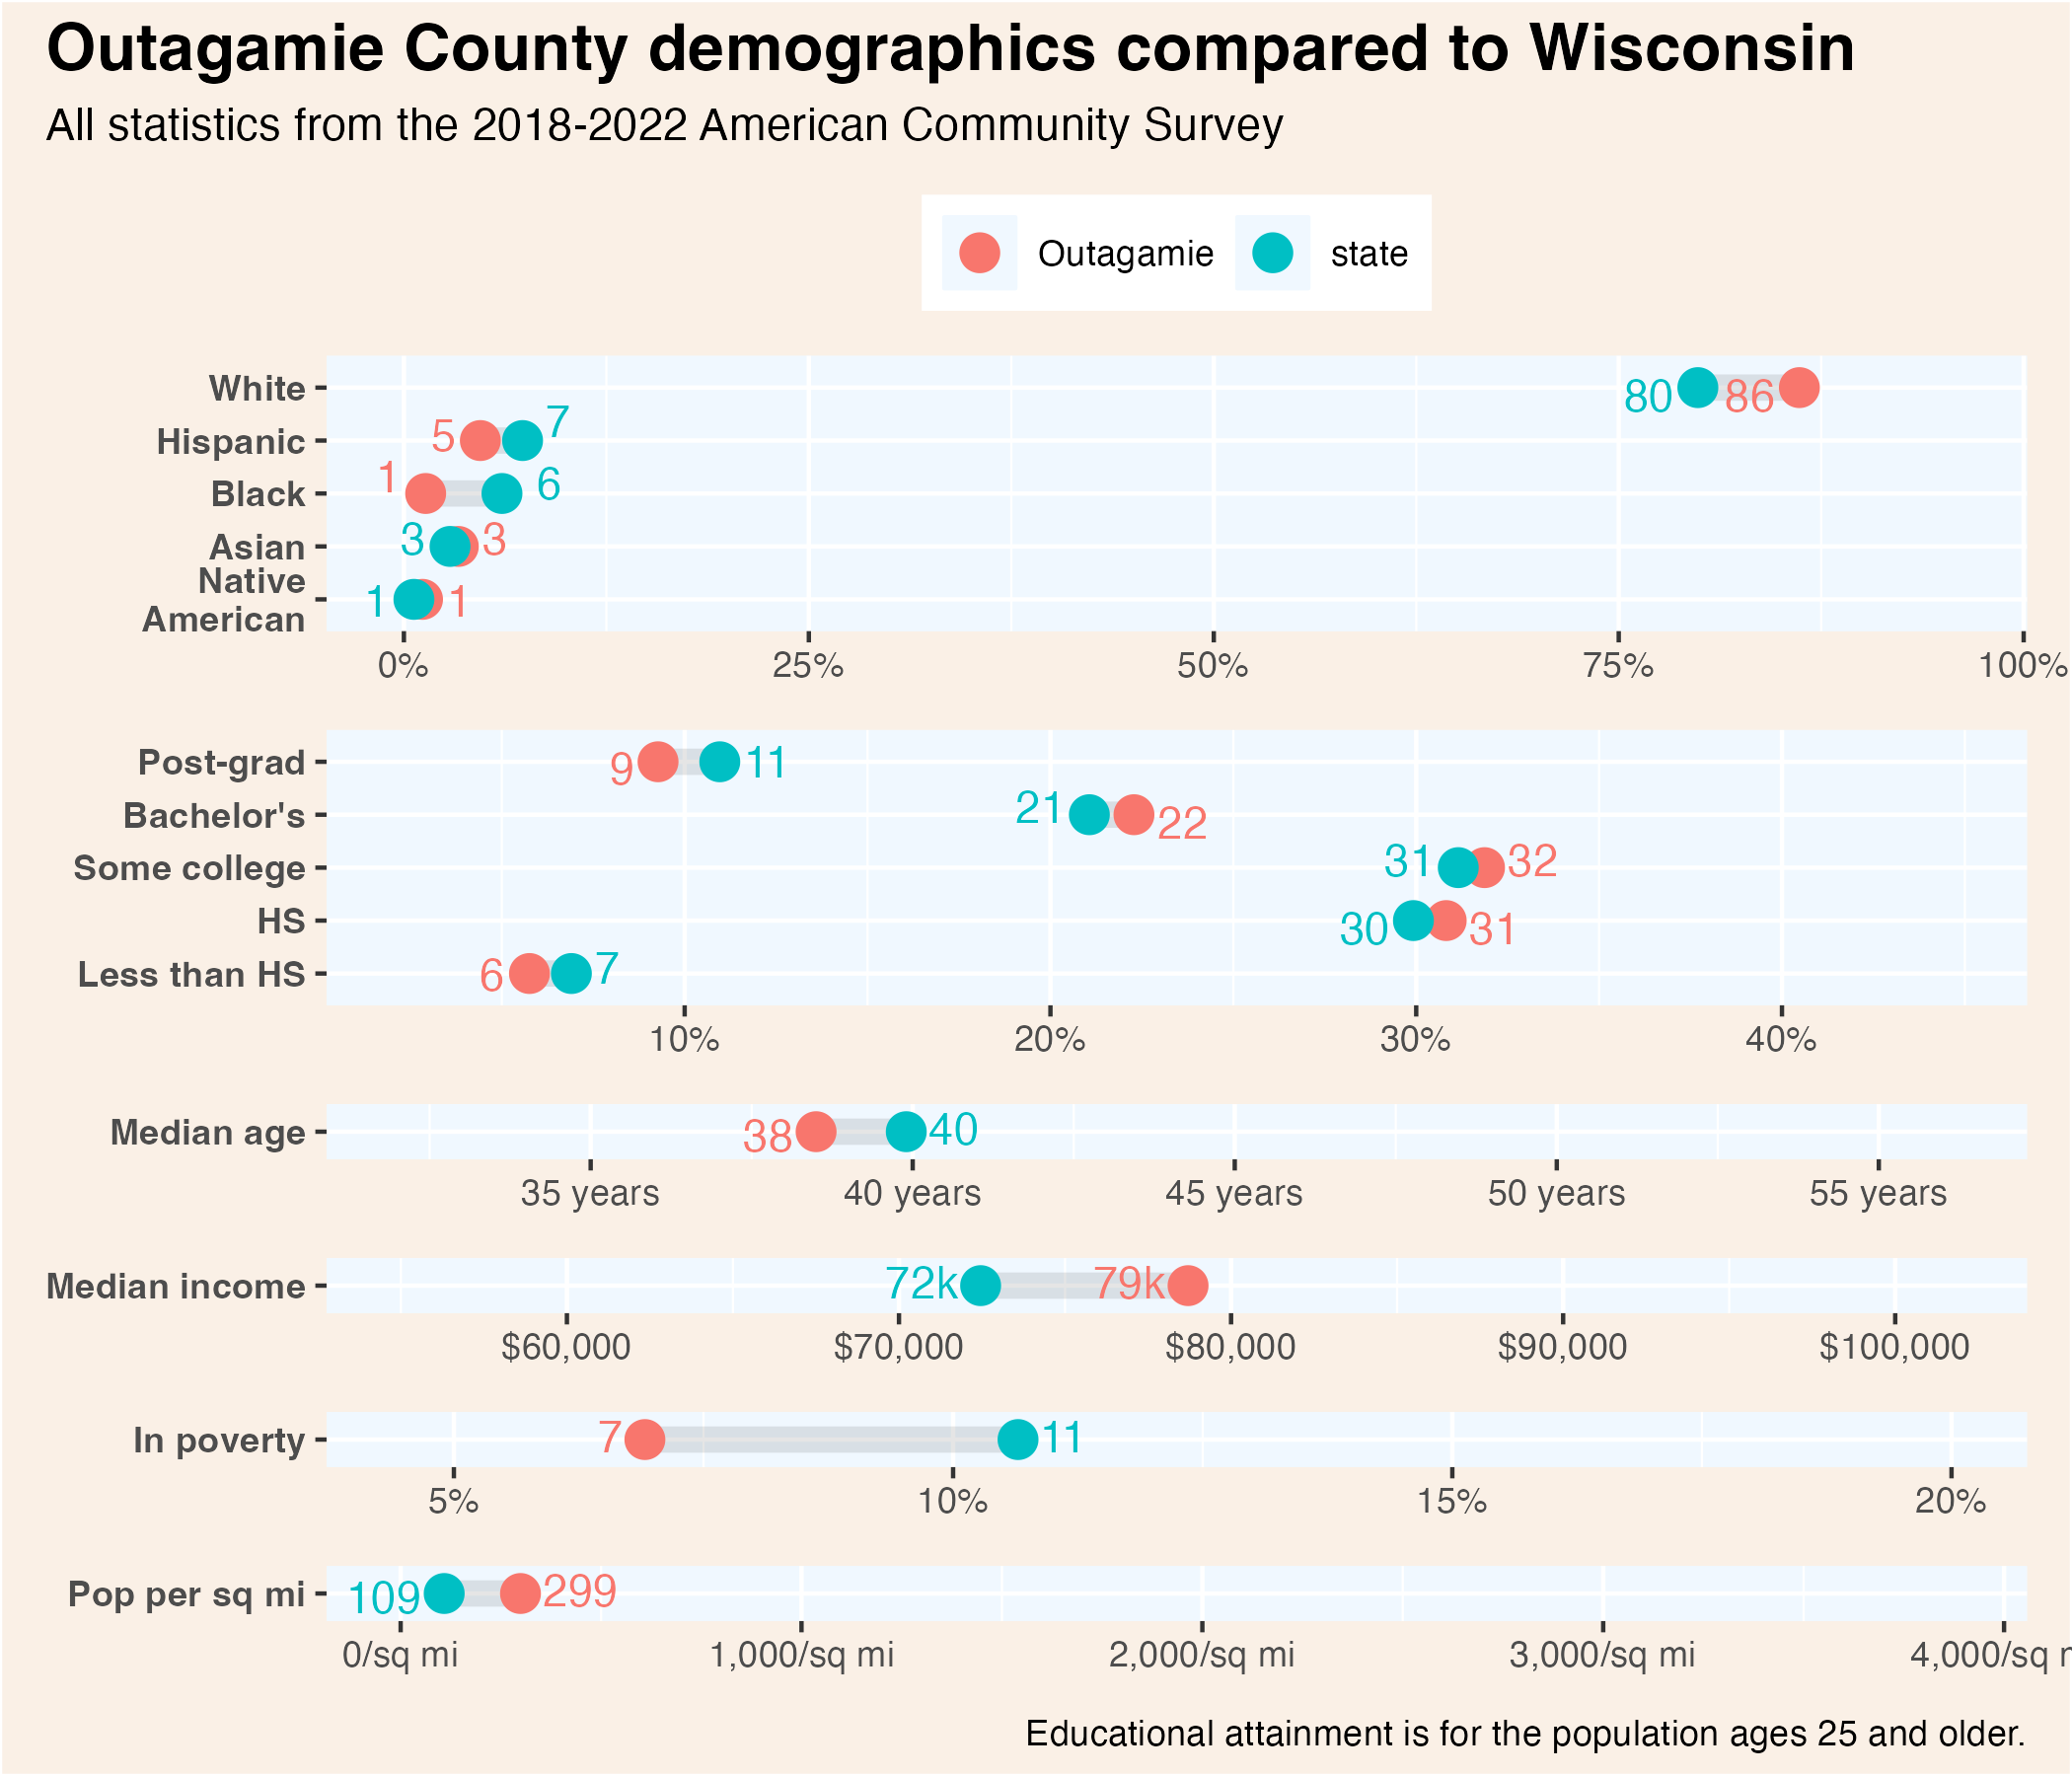 Outagamie County demographics compared to Wisconsin
All statistics from the 2018-2022 American Community Survey
Outagamie state
White 80 86
Hispanic 5 7
Black 1 6
Asian 3 3
Native
American 1 1
0% 25% 50% 75% 100%
Post-grad 9 11
Bachelor's 21 22
Some college 31 32
HS 30 31
Less than HS 6 7
10% 20% 30% 40%
Median age 38 40
35 years 40 years 45 years 50 years 55 years
Median income 72k 79k
$60,000 $70,000 $80,000 $90,000 $100,000
In poverty 7 11
5% 10% 15% 20%
Pop per sq mi 109 299
0/sq mi 1,000/sq mi 2,000/sq mi 3,000/sq mi 4,000/sq
Educational attainment is for the population ages 25 and older.